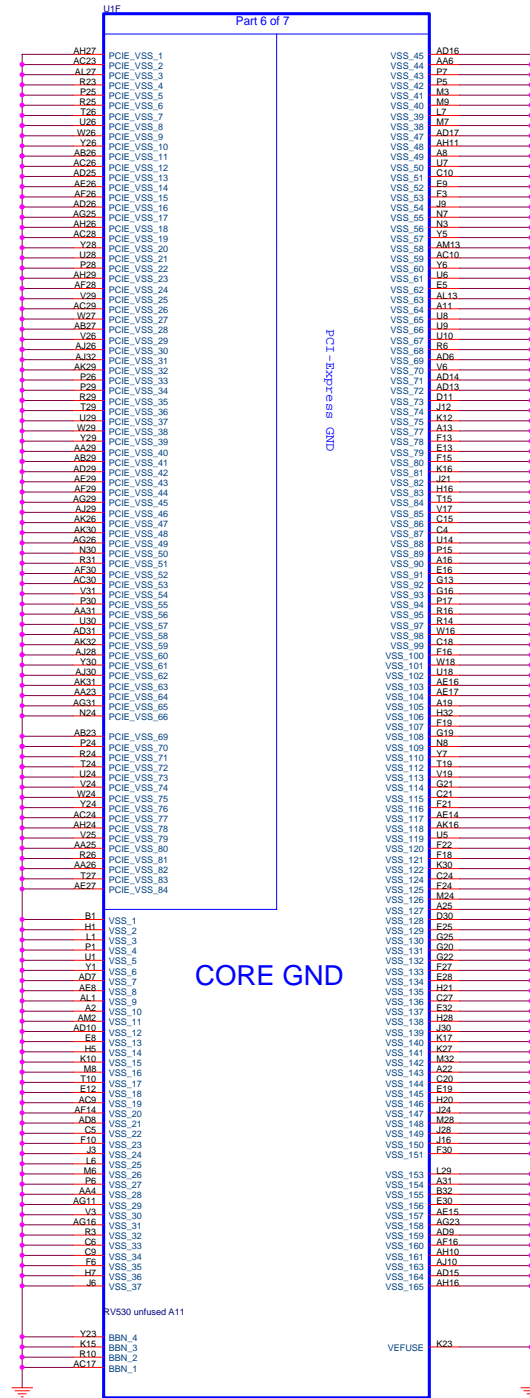 U1F
Part 6 of 7
AH27 PCIE_VSS_1
AC23 PCIE_VSS_2
AL27 PCIE_VSS_3
R23 PCIE_VSS_4
P25 PCIE_VSS_5
R25 PCIE_VSS_6
T26 PCIE_VSS_7
U26 PCIE_VSS_8
W26 PCIE_VSS_9
Y26 PCIE_VSS_10
AB26 PCIE_VSS_11
AC26 PCIE_VSS_12
AD25 PCIE_VSS_13
AE26 PCIE_VSS_14
AF26 PCIE_VSS_15
AD26 PCIE_VSS_16
AG25 PCIE_VSS_17
AH26 PCIE_VSS_18
AC28 PCIE_VSS_19
Y28 PCIE_VSS_20
U28 PCIE_VSS_21
P28 PCIE_VSS_22
AH29 PCIE_VSS_23
AF28 PCIE_VSS_24
V29 PCIE_VSS_25
AC29 PCIE_VSS_26
W27 PCIE_VSS_27
AB27 PCIE_VSS_28
V26 PCIE_VSS_29
AJ26 PCIE_VSS_30
AJ32 PCIE_VSS_31
AK29 PCIE_VSS_32
P26 PCIE_VSS_33
P29 PCIE_VSS_34
R29 PCIE_VSS_35
T29 PCIE_VSS_36
U29 PCIE_VSS_37
W29 PCIE_VSS_38
Y29 PCIE_VSS_39
AA29 PCIE_VSS_40
AB29 PCIE_VSS_41
AD29 PCIE_VSS_42
AE29 PCIE_VSS_43
AF29 PCIE_VSS_44
AG29 PCIE_VSS_45
AJ29 PCIE_VSS_46
AK26 PCIE_VSS_47
AK30 PCIE_VSS_48
AG26 PCIE_VSS_49
N30 PCIE_VSS_50
R31 PCIE_VSS_51
AF30 PCIE_VSS_52
AC30 PCIE_VSS_53
V31 PCIE_VSS_54
P30 PCIE_VSS_55
AA31 PCIE_VSS_56
U30 PCIE_VSS_57
AD31 PCIE_VSS_58
AK32 PCIE_VSS_59
AJ28 PCIE_VSS_60
Y30 PCIE_VSS_61
AJ30 PCIE_VSS_62
AK31 PCIE_VSS_63
AA23 PCIE_VSS_64
AG31 PCIE_VSS_65
N24 PCIE_VSS_66
AB23 PCIE_VSS_69
P24 PCIE_VSS_70
R24 PCIE_VSS_71
T24 PCIE_VSS_72
U24 PCIE_VSS_73
V24 PCIE_VSS_74
W24 PCIE_VSS_75
Y24 PCIE_VSS_76
AC24 PCIE_VSS_77
AH24 PCIE_VSS_78
V25 PCIE_VSS_79
AA25 PCIE_VSS_80
R26 PCIE_VSS_81
AA26 PCIE_VSS_82
T27 PCIE_VSS_83
AE27 PCIE_VSS_84
B1 VSS_1
H1 VSS_2
L1 VSS_3
P1 VSS_4
U1 VSS_5
Y1 VSS_6
AD7 VSS_7
AE8 VSS_8
AL1 VSS_9
A2 VSS_10
AM2 VSS_11
AD10 VSS_12
E8 VSS_13
H5 VSS_14
K10 VSS_15
M8 VSS_16
T10 VSS_17
E12 VSS_18
AC9 VSS_19
AF14 VSS_20
AD8 VSS_21
C5 VSS_22
F10 VSS_23
J3 VSS_24
L6 VSS_25
M6 VSS_26
P6 VSS_27
AA4 VSS_28
AG11 VSS_29
V3 VSS_30
AG16 VSS_31
R3 VSS_32
C6 VSS_33
C9 VSS_34
F6 VSS_35
H7 VSS_36
J6 VSS_37
RV530 unfused A11
Y23 BBN_4
K15 BBN_3
R10 BBN_2
AC17 BBN_1
PCI-Express GND
CORE GND
VSS_45 AD16
VSS_44 AA6
VSS_43 P7
VSS_42 P5
VSS_41 M3
VSS_40 M9
VSS_39 L7
VSS_38 M7
VSS_47 AD17
VSS_48 AH11
VSS_49 A8
VSS_50 U7
VSS_51 C10
VSS_52 E9
VSS_53 F3
VSS_54 J9
VSS_55 N7
VSS_56 N3
VSS_57 Y5
VSS_58 AM13
VSS_59 AC10
VSS_60 Y6
VSS_61 U6
VSS_62 E5
VSS_63 AL13
VSS_64 A11
VSS_65 U8
VSS_66 U9
VSS_67 U10
VSS_68 R6
VSS_69 AD6
VSS_70 V6
VSS_71 AD14
VSS_72 AD13
VSS_73 D11
VSS_74 J12
VSS_75 K12
VSS_77 A13
VSS_78 F13
VSS_79 E13
VSS_80 F15
VSS_81 K16
VSS_82 J21
VSS_83 H16
VSS_84 T15
VSS_85 V17
VSS_86 C15
VSS_87 C4
VSS_88 U14
VSS_89 P15
VSS_90 A16
VSS_91 E16
VSS_92 G13
VSS_93 G16
VSS_94 P17
VSS_95 R16
VSS_97 R14
VSS_98 W16
VSS_99 C18
VSS_100 F16
VSS_101 W18
VSS_102 U18
VSS_103 AE16
VSS_104 AE17
VSS_105 A19
VSS_106 H32
VSS_107 F19
VSS_108 G19
VSS_109 N8
VSS_110 Y7
VSS_112 T19
VSS_113 V19
VSS_114 G21
VSS_115 C21
VSS_116 F21
VSS_117 AE14
VSS_118 AK16
VSS_119 U5
VSS_120 F22
VSS_121 F18
VSS_122 K30
VSS_124 C24
VSS_125 F24
VSS_126 M24
VSS_127 A25
VSS_128 D30
VSS_129 E25
VSS_130 G25
VSS_131 G20
VSS_132 G22
VSS_133 F27
VSS_134 E28
VSS_135 H21
VSS_136 C27
VSS_137 E32
VSS_138 H28
VSS_139 J30
VSS_140 K17
VSS_141 K27
VSS_142 M32
VSS_143 A22
VSS_144 C20
VSS_145 E19
VSS_146 H20
VSS_147 J24
VSS_148 M28
VSS_149 J28
VSS_150 J16
VSS_151 F30
VSS_153 L29
VSS_154 A31
VSS_155 B32
VSS_156 E30
VSS_157 AE15
VSS_158 AG23
VSS_159 AD9
VSS_160 AF16
VSS_161 AH10
VSS_163 AJ10
VSS_164 AD15
VSS_165 AH16
VEFUSE K23